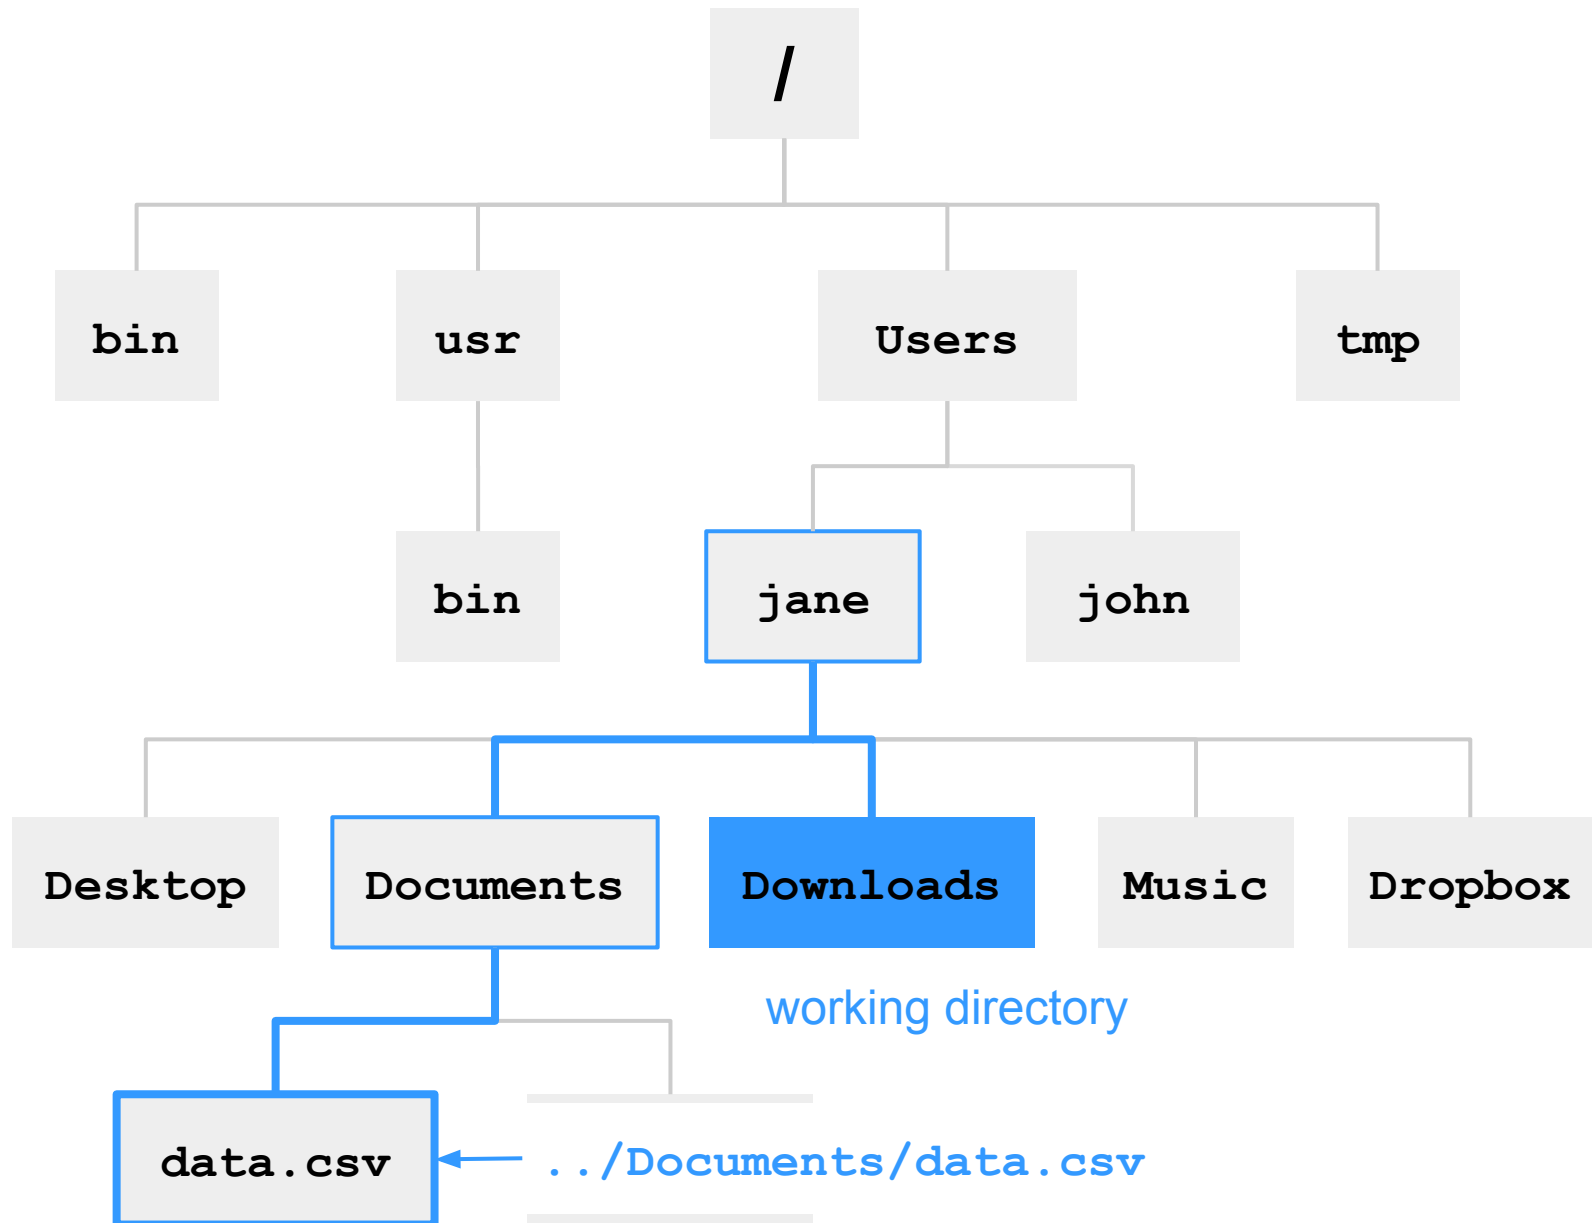 /
bin
usr
Users
tmp
bin
jane
john
Desktop
Documents
Downloads
Music
Dropbox
working directory
data.csv
../Documents/data.csv